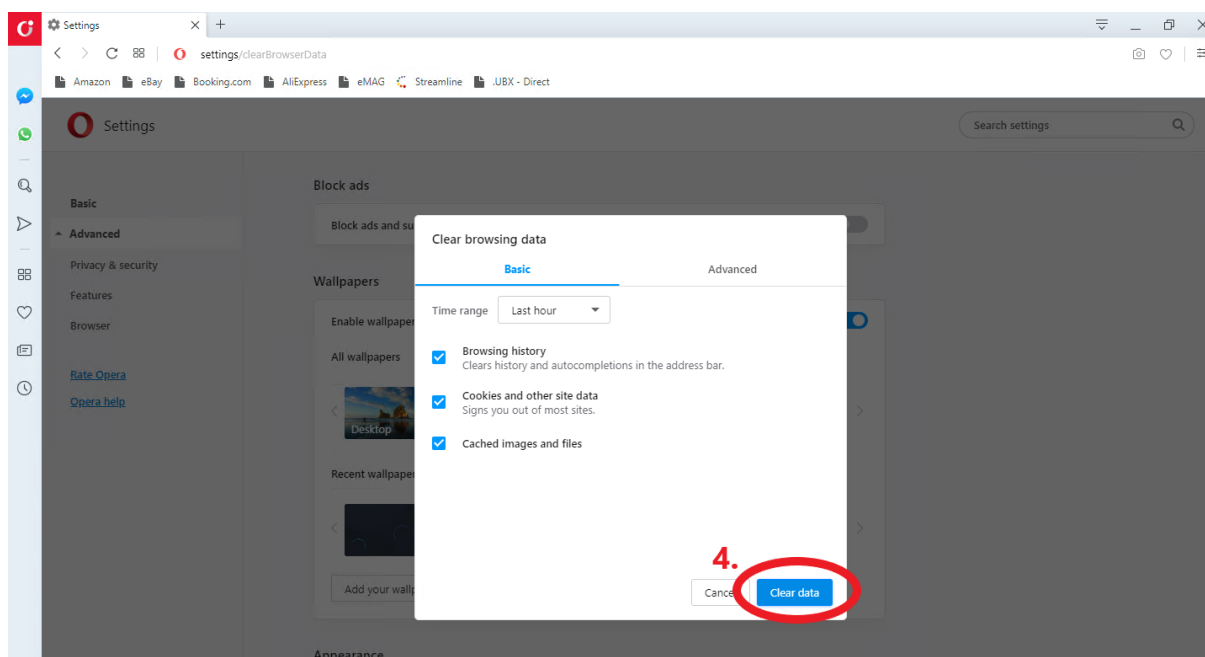 Settings
settings/clearBrowserData
Amazon eBay Booking.com AliExpress eMAG Streamline .UBX - Direct
Settings
Search settings
Basic
Advanced
Privacy & security
Features
Browser
Rate Opera
Opera help
Block ads
Block ads and su
Wallpapers
Enable wallpaper
All wallpapers
Desktop
Recent wallpaper
Add your wallp
Appearance
Clear browsing data
Basic Advanced
Time range Last hour
Browsing history
Clears history and autocompletions in the address bar.
Cookies and other site data
Signs you out of most sites.
Cached images and files
4.
Cancel Clear data